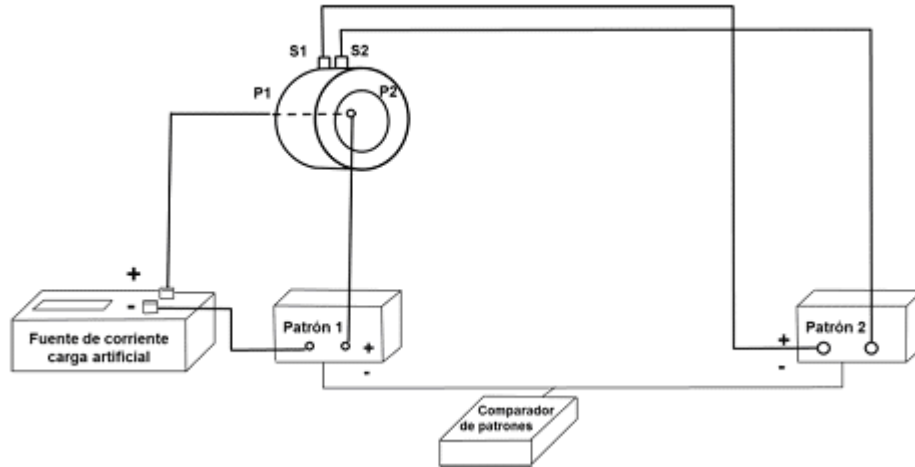 S1 S2
P1 P2
+
-
Fuente de corriente
carga artificial
Patrón 1
+
-
Patrón 2
+
-
Comparador
de patrones